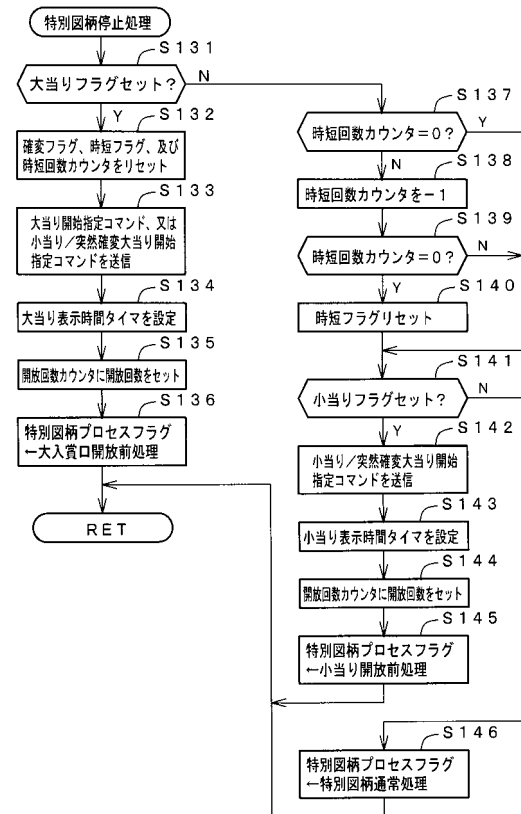 特別図柄停止処理
S131
大当りフラグセット?
N
Y
S132
確変フラグ、時短フラグ、及び
時短回数カウンタをリセット
S133
大当り開始指定コマンド、又は
小当り/突然確変大当り開始
指定コマンドを送信
S134
大当り表示時間タイマを設定
S135
開放回数カウンタに開放回数をセット
S136
特別図柄プロセスフラグ
←大入賞口開放前処理
RET
S137
時短回数カウンタ=0?
Y
N
S138
時短回数カウンタを-1
S139
時短回数カウンタ=0?
N
Y
S140
時短フラグリセット
S141
小当りフラグセット?
N
Y
S142
小当り/突然確変大当り開始
指定コマンドを送信
S143
小当り表示時間タイマを設定
S144
開放回数カウンタに開放回数をセット
S145
特別図柄プロセスフラグ
←小当り開放前処理
S146
特別図柄プロセスフラグ
←特別図柄通常処理